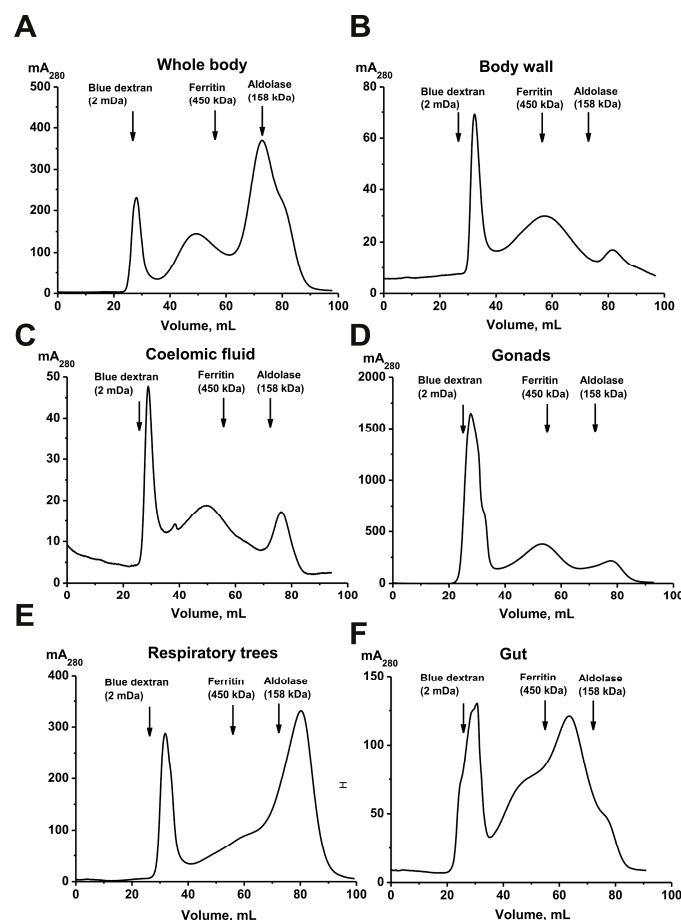 A
Whole body
mA280
Blue dextran
(2 mDa)
Ferritin
(450 kDa)
Aldolase
(158 kDa)
500
400
300
200
100
0
0 20 40 60 80 100
Volume, mL
B
Body wall
mA280
Blue dextran
(2 mDa)
Ferritin
(450 kDa)
Aldolase
(158 kDa)
80
60
40
20
0
0 20 40 60 80 100
Volume, mL
C
Coelomic fluid
mA280
Blue dextran
(2 mDa)
Ferritin
(450 kDa)
Aldolase
(158 kDa)
50
40
30
20
10
0
0 20 40 60 80 100
Volume, mL
D
Gonads
mA280
Blue dextran
(2 mDa)
Ferritin
(450 kDa)
Aldolase
(158 kDa)
2000
1500
1000
500
0
0 20 40 60 80 100
Volume, mL
E
Respiratory trees
mA280
Blue dextran
(2 mDa)
Ferritin
(450 kDa)
Aldolase
(158 kDa)
400
300
200
100
0
0 20 40 60 80 100
Volume, mL
H
F
Gut
mA280
Blue dextran
(2 mDa)
Ferritin
(450 kDa)
Aldolase
(158 kDa)
150
100
50
0
0 20 40 60 80 100
Volume, mL